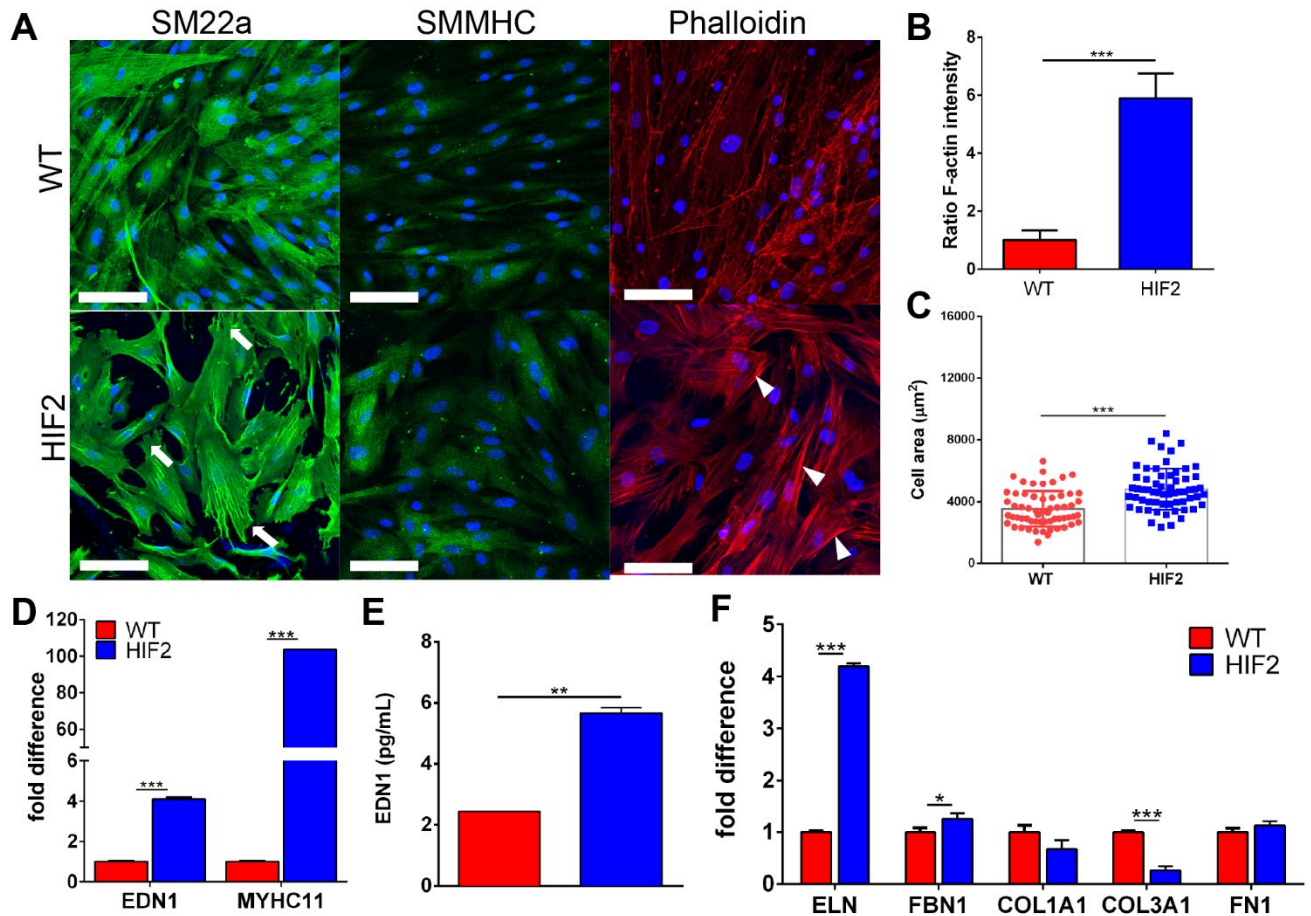 A
SM22a
SMMHC
Phalloidin
WT
HIF2
B
Ratio F-actin intensity
8
6
4
2
0
***
WT
HIF2
C
Cell area (μm²)
16000
12000
8000
4000
0
***
WT
HIF2
D
fold difference
120
100
80
60
6
4
2
0
WT
HIF2
***
***
EDN1
MYHC11
E
EDN1 (pg/mL)
8
6
4
2
0
**
F
fold difference
5
4
3
2
1
0
WT
HIF2
***
*
***
ELN
FBN1
COL1A1
COL3A1
FN1